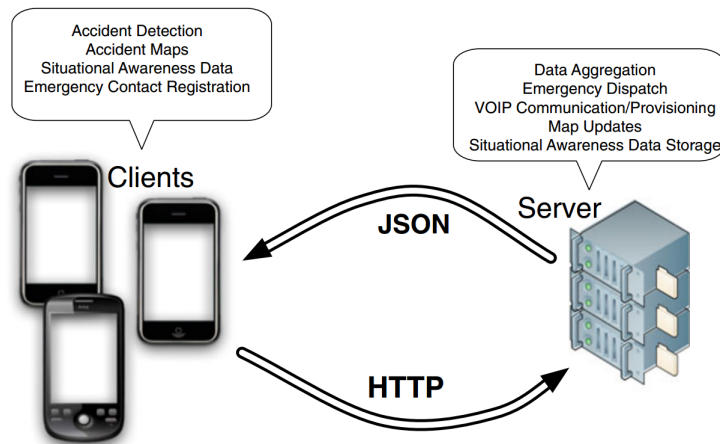 Accident Detection
Accident Maps
Situational Awareness Data
Emergency Contact Registration
Data Aggregation
Emergency Dispatch
VOIP Communication/Provisioning
Map Updates
Situational Awareness Data Storage
Clients
Server
JSON
HTTP